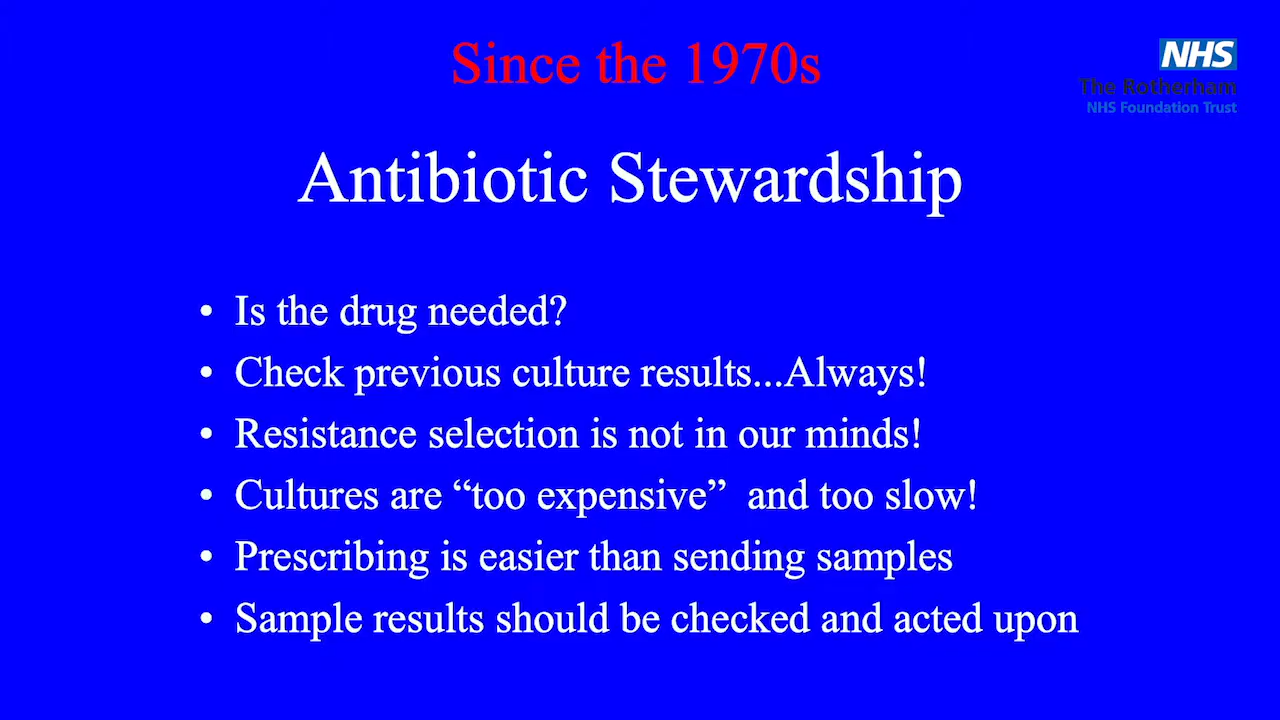 Since the 1970s
NHS
The Rotherham
NHS Foundation Trust
Antibiotic Stewardship
• Is the drug needed?
• Check previous culture results...Always!
• Resistance selection is not in our minds!
• Cultures are “too expensive”  and too slow!
• Prescribing is easier than sending samples
• Sample results should be checked and acted upon